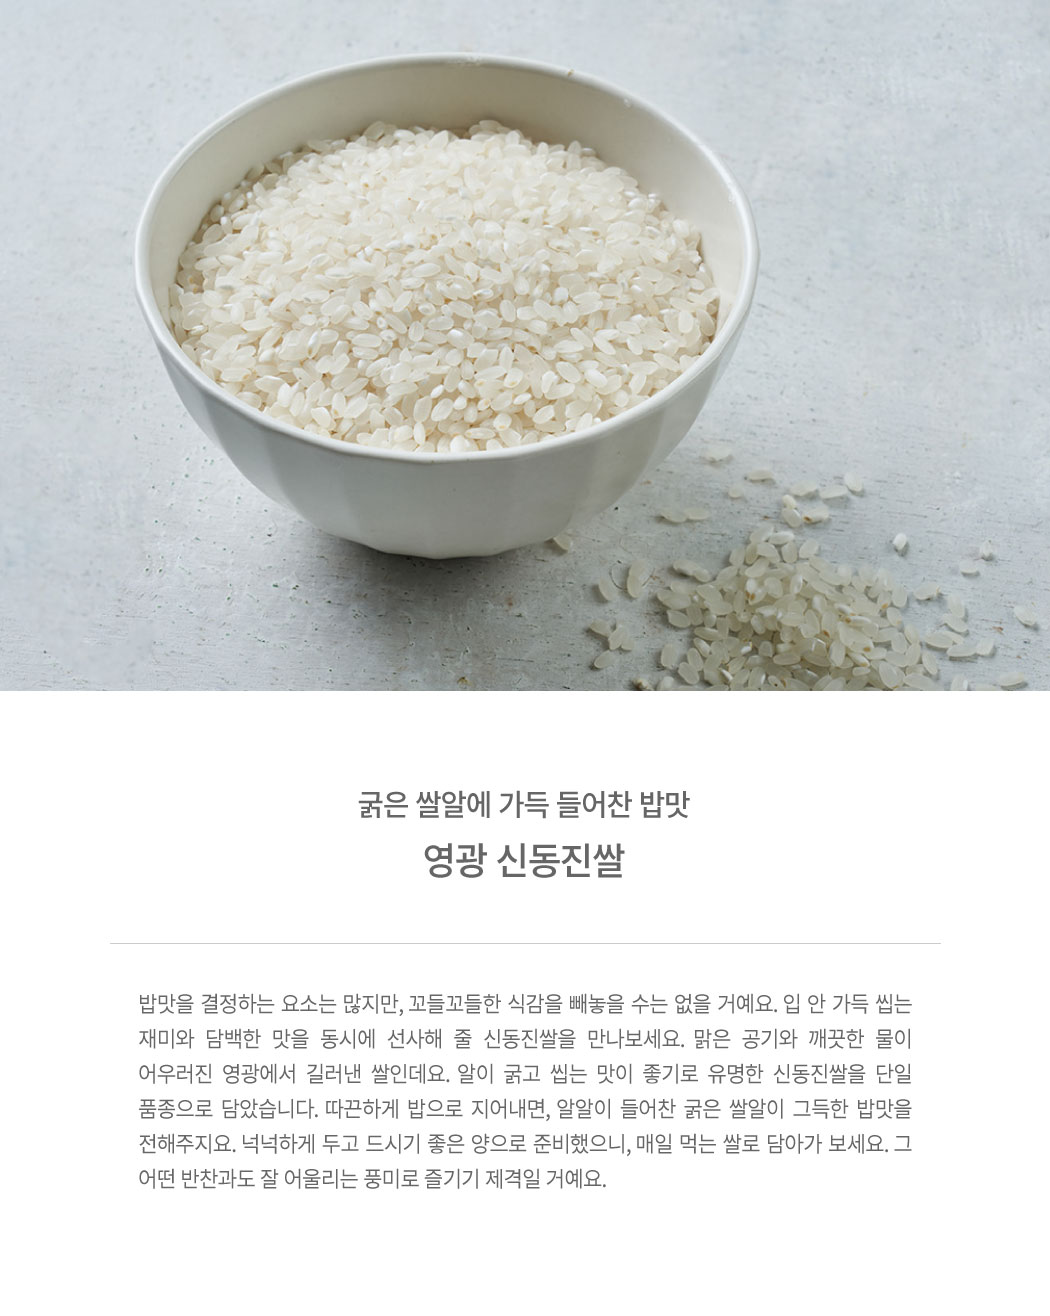 굵은 쌀알에 가득 들어찬 밥맛
영광 신동진쌀
밥맛을 결정하는 요소는 많지만, 꼬들꼬들한 식감을 빼놓을 수는 없을 거예요. 입 안 가득 씹는
재미와 담백한 맛을 동시에 선사해 줄 신동진쌀을 만나보세요. 맑은 공기와 깨끗한 물이
어우러진 영광에서 길러낸 쌀인데요. 알이 굵고 씹는 맛이 좋기로 유명한 신동진쌀을 단일
품종으로 담았습니다. 따끈하게 밥으로 지어내면, 알알이 들어찬 굵은 쌀알이 그득한 밥맛을
전해주지요. 넉넉하게 두고 드시기 좋은 양으로 준비했으니, 매일 먹는 쌀로 담아가 보세요. 그
어떤 반찬과도 잘 어울리는 풍미로 즐기기 제격일 거예요.